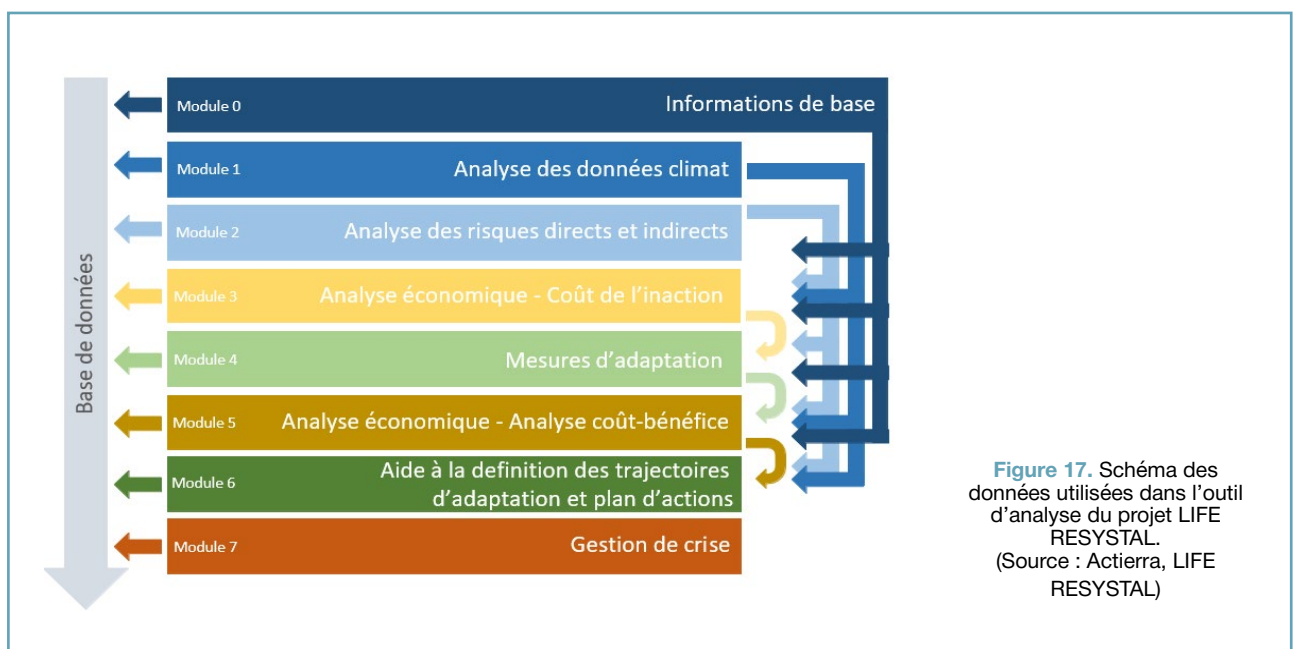 Base de données
Module 0
Informations de base
Module 1
Analyse des données climat
Module 2
Analyse des risques directs et indirects
Module 3
Analyse économique - Coût de l'inaction
Module 4
Mesures d'adaptation
Module 5
Analyse économique - Analyse coût-bénéfice
Module 6
Aide à la definition des trajectoires
d'adaptation et plan d'actions
Module 7
Gestion de crise
Figure 17. Schéma des
données utilisées dans l'outil
d'analyse du projet LIFE
RESYSTAL.
(Source : Actierra, LIFE
RESYSTAL)